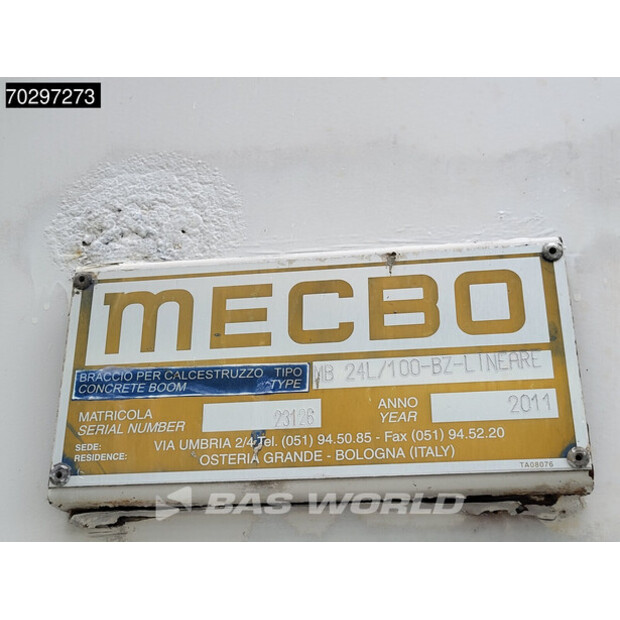 70297273
mECBO
BRACCIO PER CALCESTRUZZO TIPO
CONCRETE BOOM TYPE
MB 24L/100-BZ-LINEARE
MATRICOLA
SERIAL NUMBER
23126
ANNO
YEAR
2011
SEDE:
RESIDENCE:
VIA UMBRIA 2/4 Tel. (051) 94.50.85 - Fax (051) 94.52.20
OSTERIA GRANDE - BOLOGNA (ITALY)
TA08076
BAS WORLD